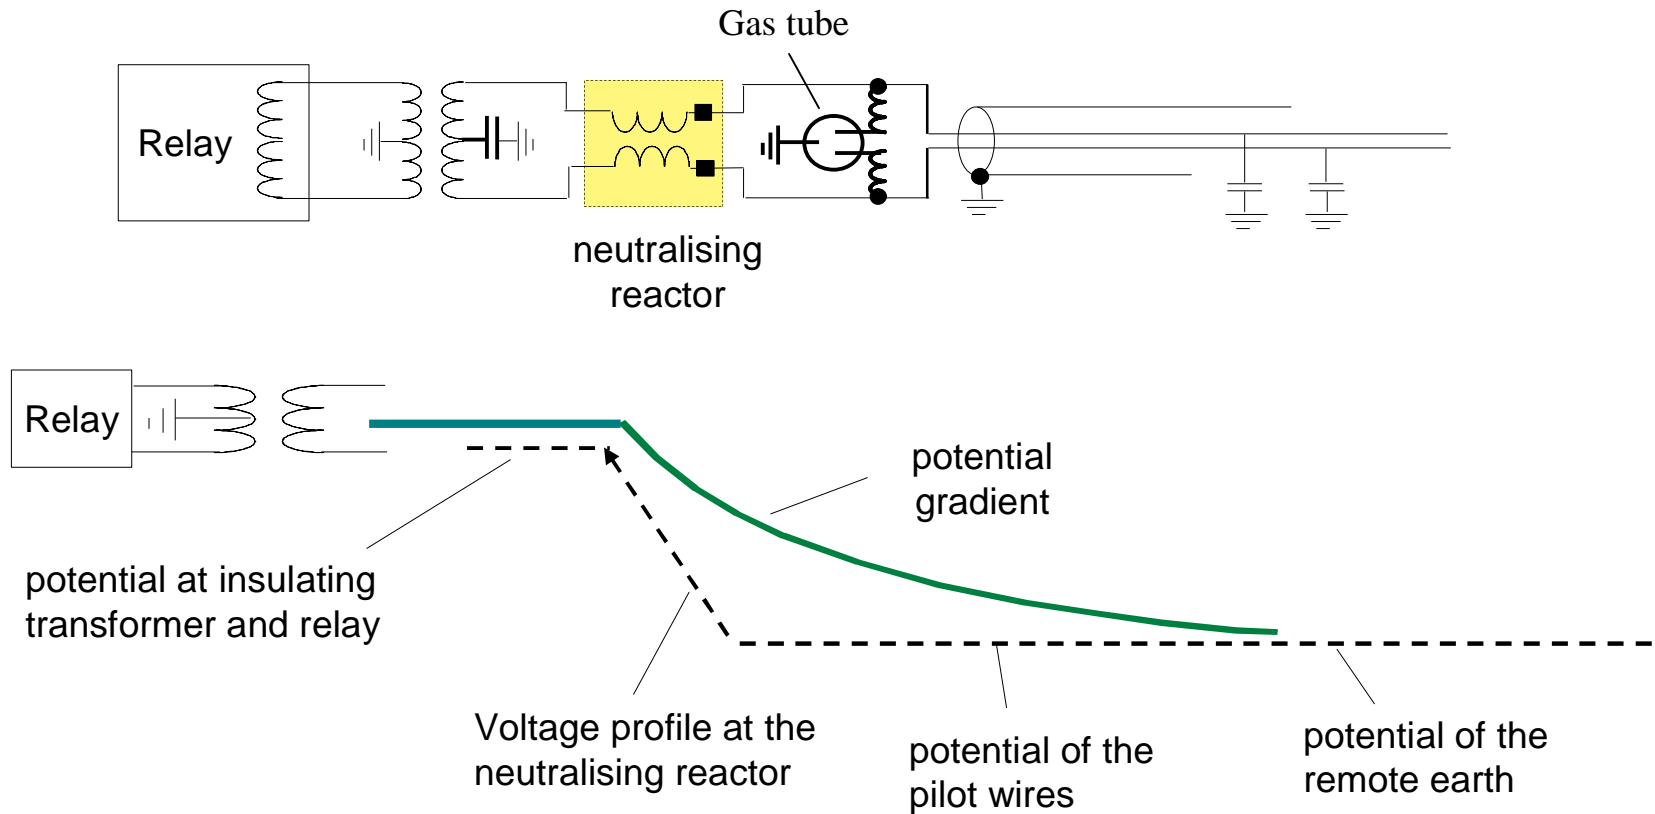 Gas tube
Relay
neutralising
reactor
Relay
potential
gradient
potential at insulating
transformer and relay
Voltage profile at the
neutralising reactor
potential of the
pilot wires
potential of the
remote earth